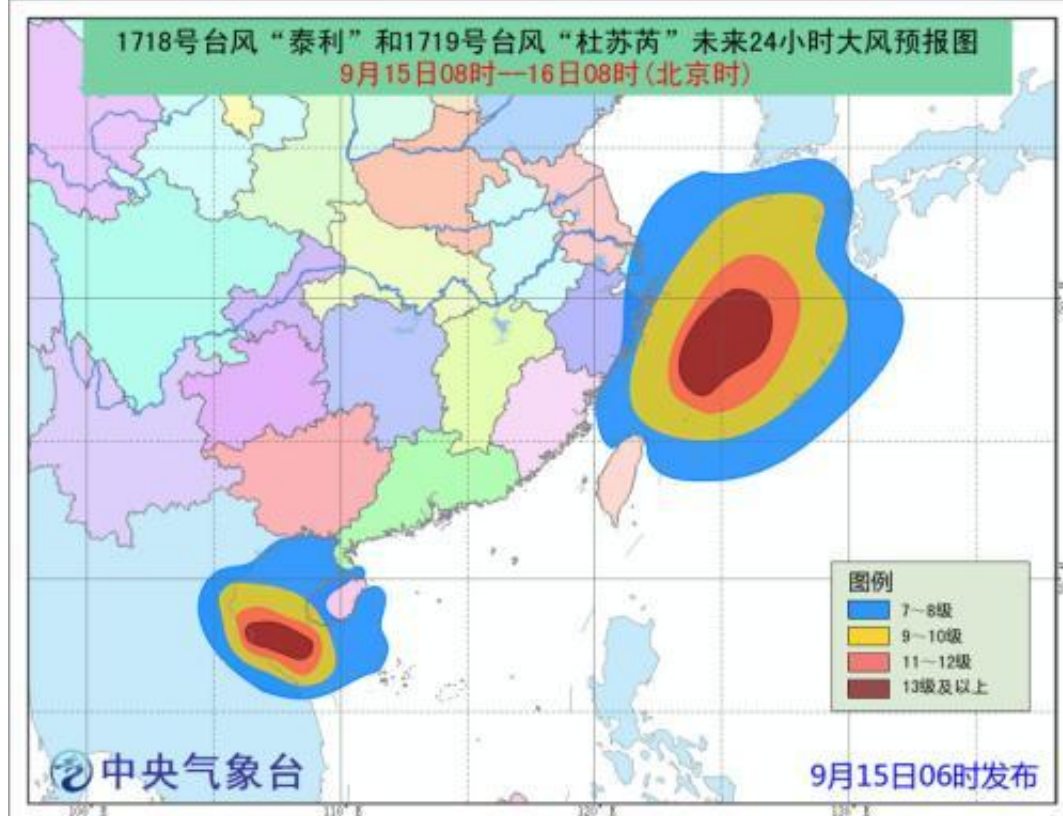 1718号台风“泰利”和1719号台风“杜苏芮”未来24小时大风预报图
9月15日08时--16日08时(北京时)
图例
7～8级
9～10级
11～12级
13级及以上
中央气象台
9月15日06时发布
100° E
110° E
120° E
130° E